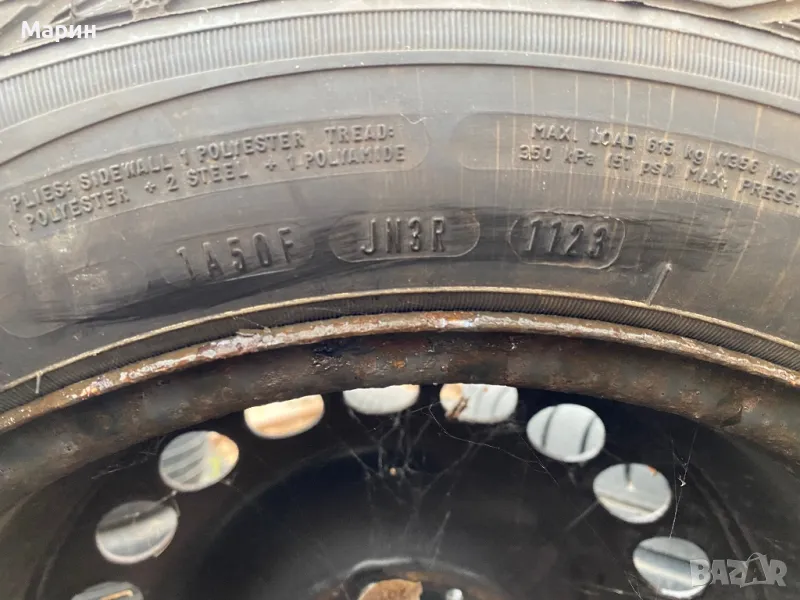 Марин
PLIES: SIDEWALL 1 POLYESTER TREAD:
1 POLYESTER + 2 STEEL + 1 POLYAMIDE
MAX. LOAD 615 kg (1356 lbs)
350 kPa (51 psi) MAX. PRESS.
1A50F JN3R 1123
BAZAR